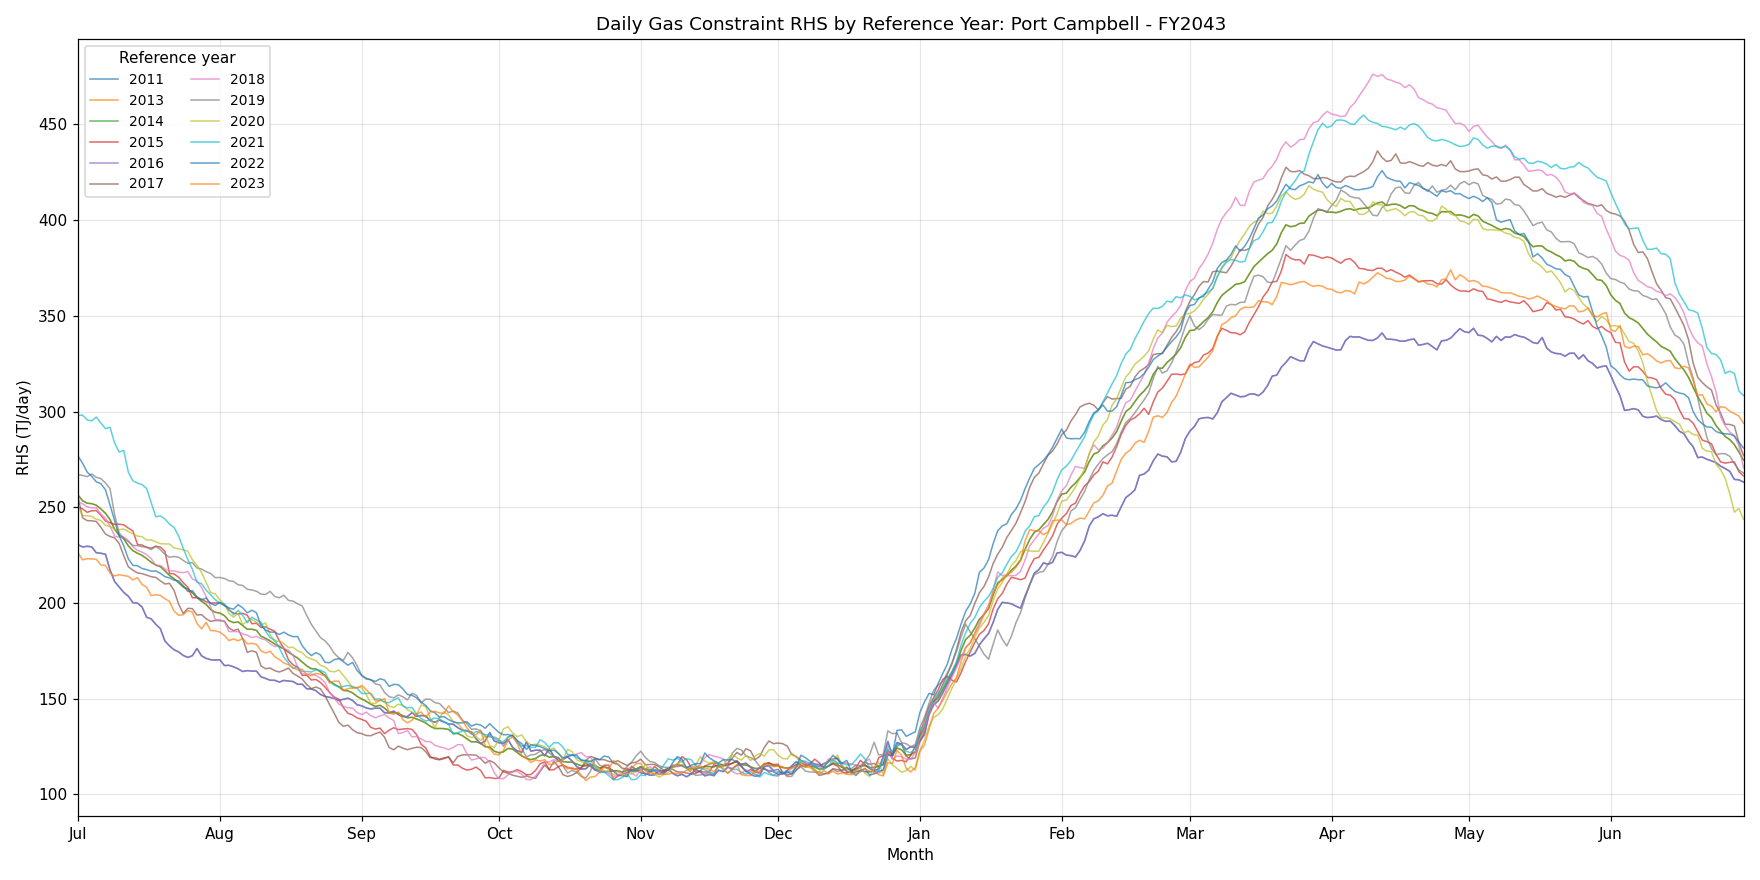 Daily Gas Constraint RHS by Reference Year: Port Campbell - FY2043
Reference year
2011 2018
2013 2019
2014 2020
2015 2021
2016 2022
2017 2023
RHS (TJ/day)
450
400
350
300
250
200
150
100
Jul Aug Sep Oct Nov Dec Jan Feb Mar Apr May Jun
Month